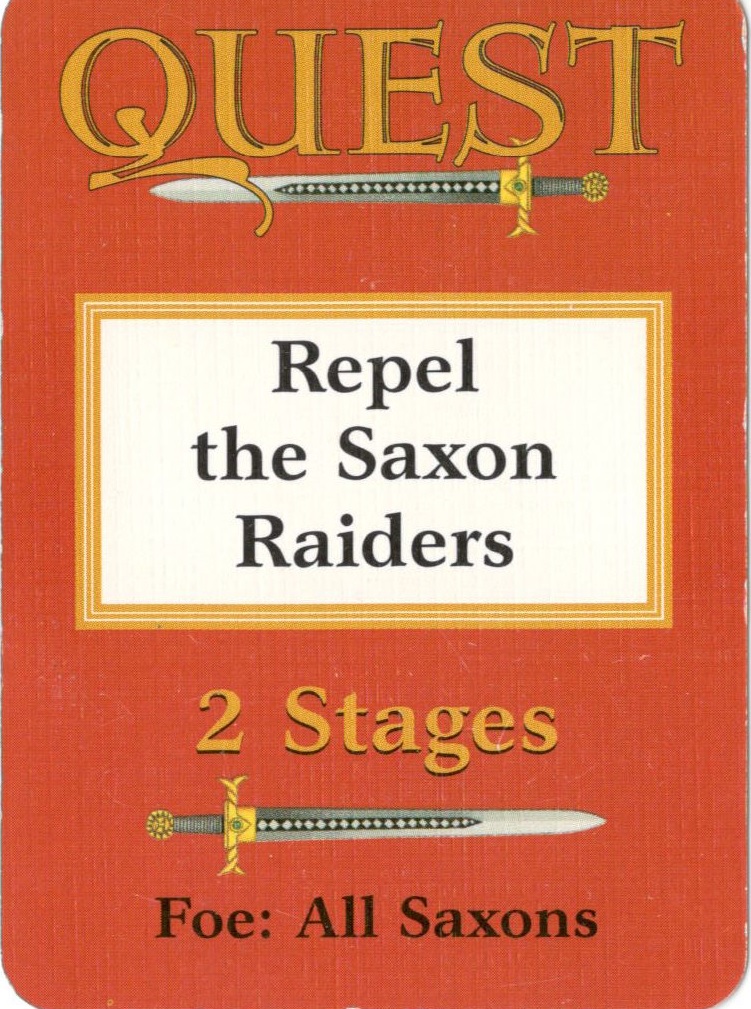 QUEST
Repel
the Saxon
Raiders
2 Stages
Foe: All Saxons